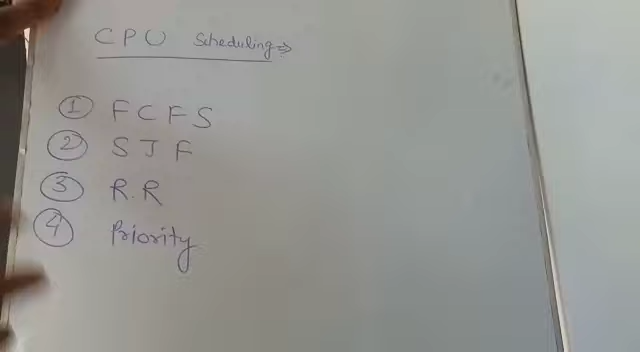 CPU Scheduling ⇒
① FCFS
② SJF
③ R.R
④ Priority